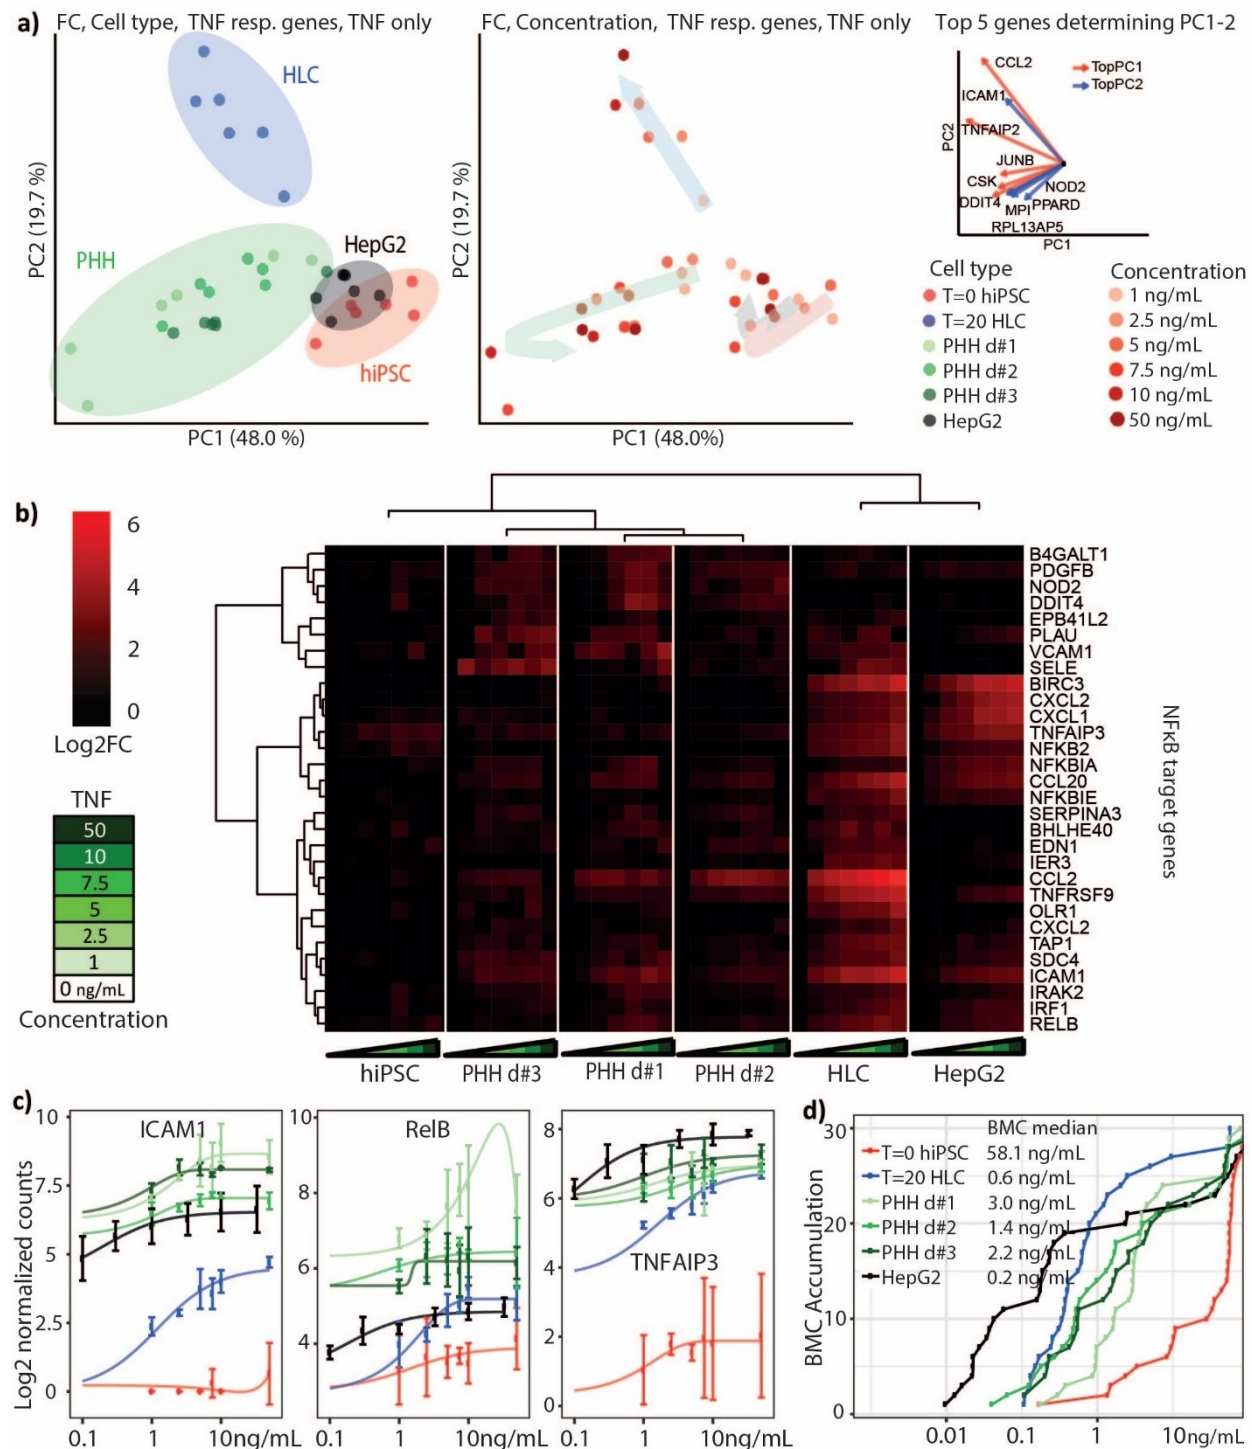 a)
FC, Cell type, TNF resp. genes, TNF only
FC, Concentration, TNF resp. genes, TNF only
Top 5 genes determining PC1-2
HLC
PHH
HepG2
hiPSC
PC2 (19.7 %)
PC1 (48.0 %)
PC2 (19.7 %)
PC1 (48.0%)
CCL2
ICAM1
TNFAIP2
JUNB
CSK
DDIT4
NOD2
MPI
PPARD
RPL13AP5
TopPC1
TopPC2
PC2
PC1
Cell type
T=0 hiPSC
T=20 HLC
PHH d#1
PHH d#2
PHH d#3
HepG2
Concentration
1 ng/mL
2.5 ng/mL
5 ng/mL
7.5 ng/mL
10 ng/mL
50 ng/mL
b)
6
4
2
0
Log2FC
TNF
50
10
7.5
5
2.5
1
0 ng/mL
Concentration
B4GALT1
PDGFB
NOD2
DDIT4
EPB41L2
PLAU
VCAM1
SELE
BIRC3
CXCL2
CXCL1
TNFAIP3
NFKB2
NFKBIA
CCL20
NFKBIE
SERPINA3
BHLHE40
EDN1
IER3
CCL2
TNFRSF9
OLR1
CXCL2
TAP1
SDC4
ICAM1
IRAK2
IRF1
RELB
NFκB target genes
hiPSC
PHH d#3
PHH d#1
PHH d#2
HLC
HepG2
c)
Log2 normalized counts
ICAM1
10
7.5
5
2.5
0
0.1 1 10ng/mL
RelB
10
8
6
4
0.1 1 10ng/mL
TNFAIP3
8
6
4
2
0
0.1 1 10ng/mL
d)
BMC Accumulation
30
20
10
0
BMC median
T=0 hiPSC 58.1 ng/mL
T=20 HLC 0.6 ng/mL
PHH d#1 3.0 ng/mL
PHH d#2 1.4 ng/mL
PHH d#3 2.2 ng/mL
HepG2 0.2 ng/mL
0.01 0.1 1 10ng/mL